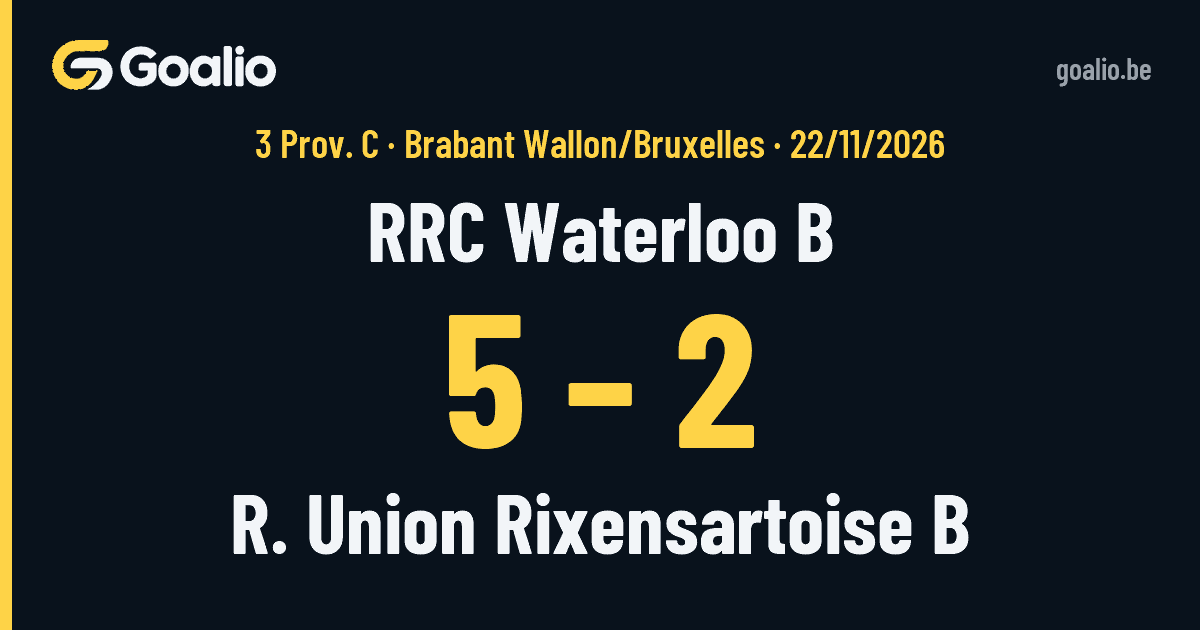 Goalio
goalio.be
3 Prov. C · Brabant Wallon/Bruxelles · 22/11/2026
RRC Waterloo B
5 – 2
R. Union Rixensartoise B